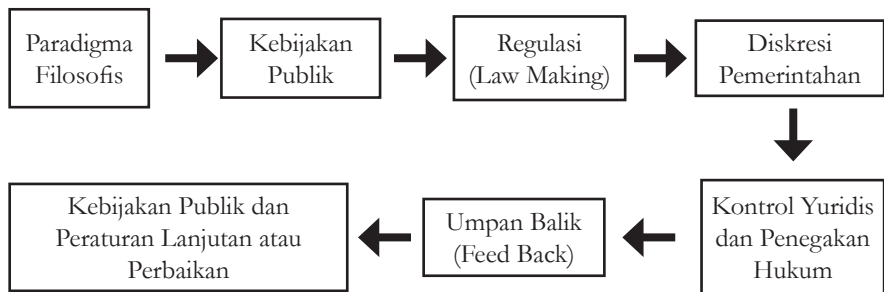 Paradigma
Filosofis
Kebijakan
Publik
Regulasi
(Law Making)
Diskresi
Pemerintahan
Kontrol Yuridis
dan Penegakan
Hukum
Umpan Balik
(Feed Back)
Kebijakan Publik dan
Peraturan Lanjutan atau
Perbaikan